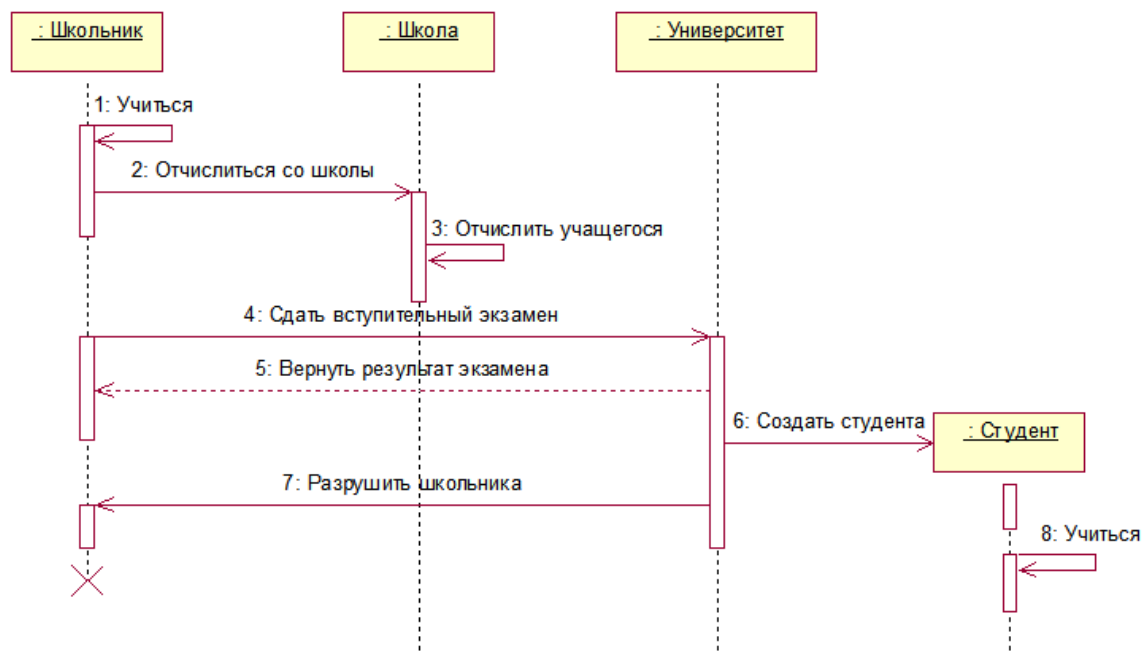 : Школьник
: Школа
: Университет
1: Учиться
2: Отчислиться со школы
3: Отчислить учащегося
4: Сдать вступительный экзамен
5: Вернуть результат экзамена
6: Создать студента
: Студент
7: Разрушить школьника
8: Учиться